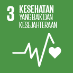 3 KESEHATAN
YANG BAIK DAN
KESEJAHTERAAN